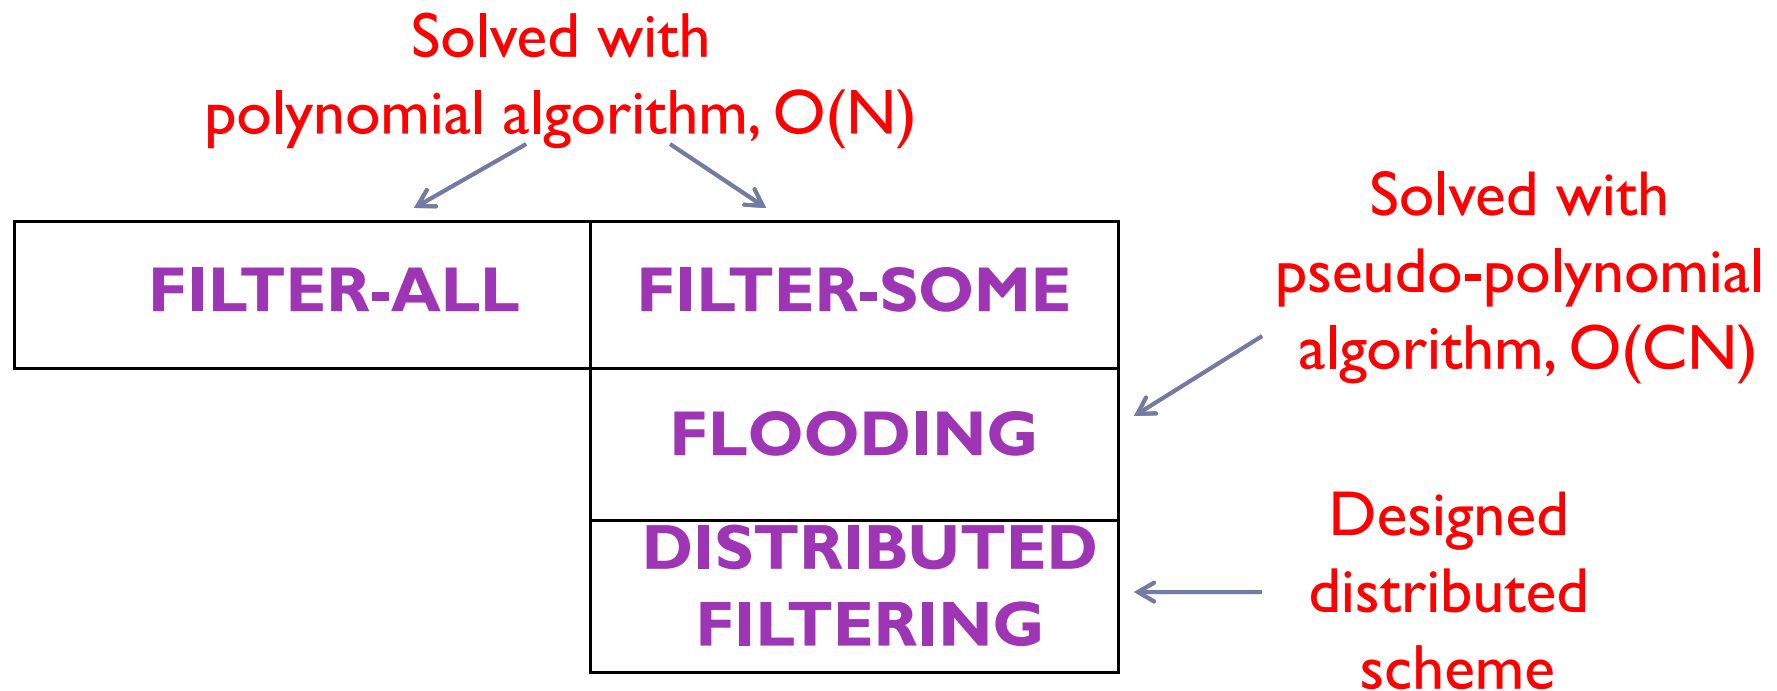 Solved with
polynomial algorithm, O(N)
FILTER-ALL
FILTER-SOME
Solved with
pseudo-polynomial
algorithm, O(CN)
FLOODING
DISTRIBUTED
FILTERING
Designed
distributed
scheme